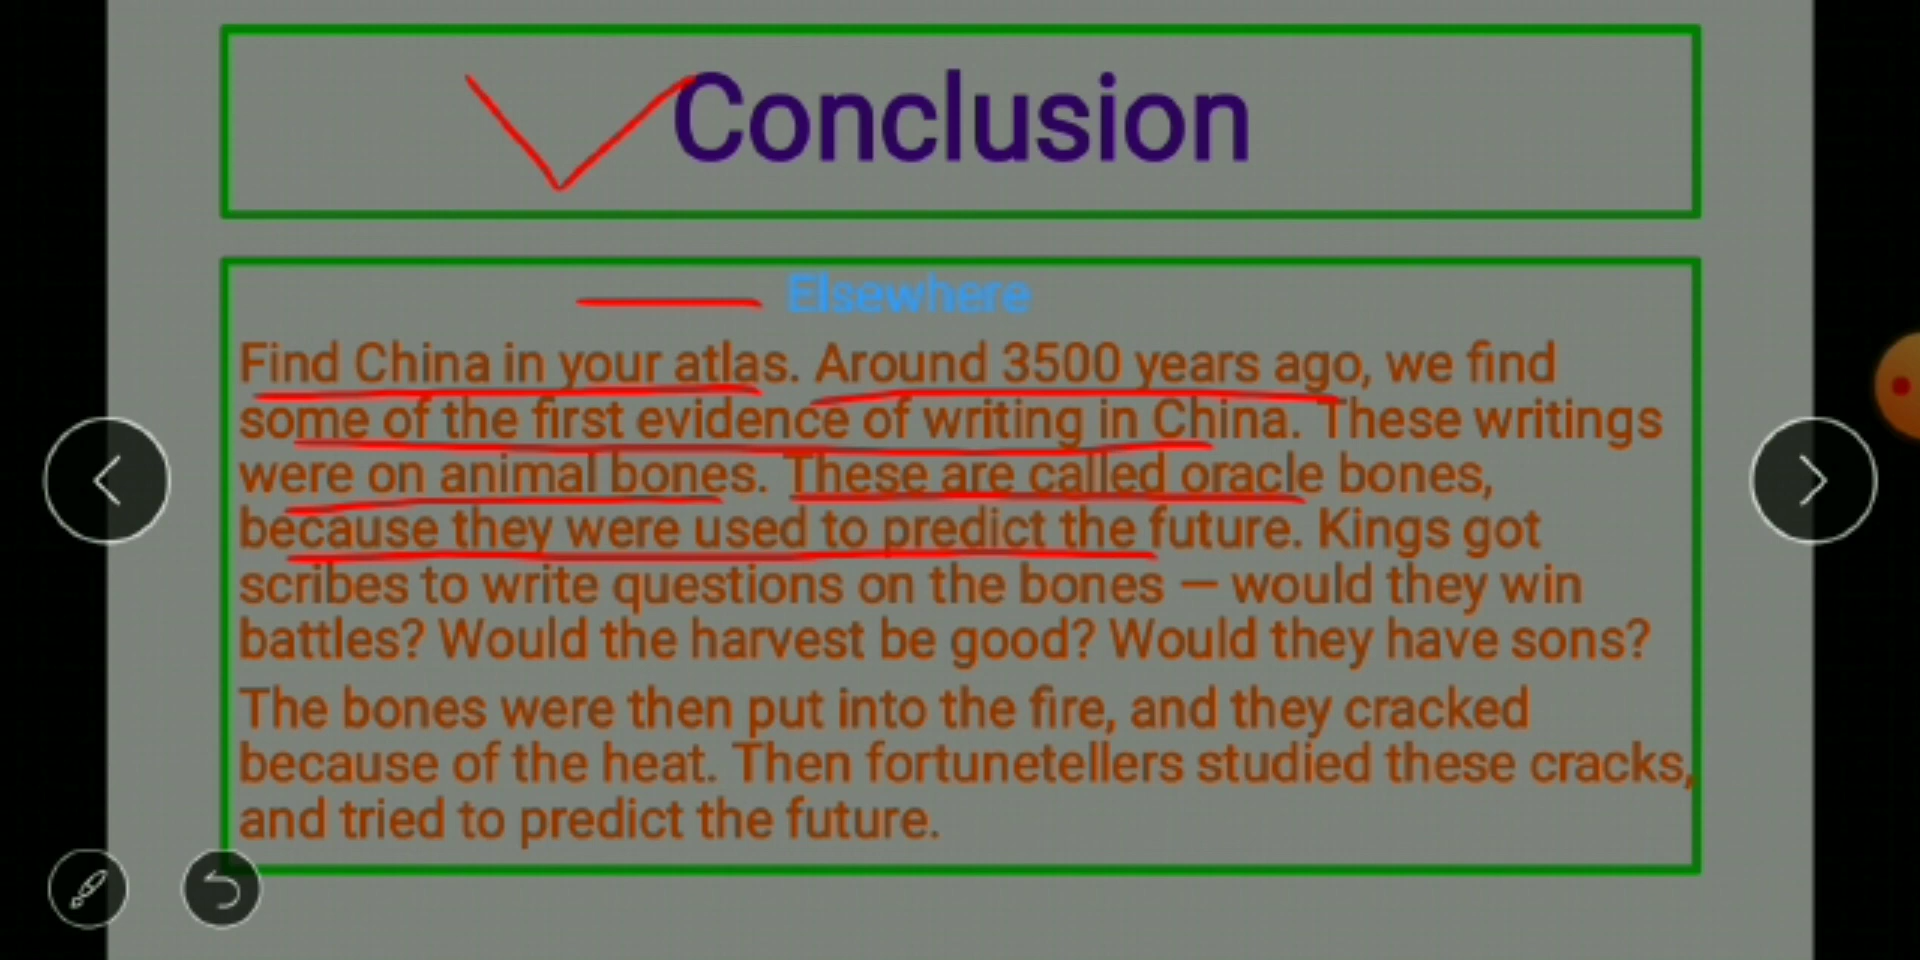 Conclusion
Elsewhere
Find China in your atlas. Around 3500 years ago, we find
some of the first evidence of writing in China. These writings
were on animal bones. These are called oracle bones,
because they were used to predict the future. Kings got
scribes to write questions on the bones — would they win
battles? Would the harvest be good? Would they have sons?
The bones were then put into the fire, and they cracked
because of the heat. Then fortunetellers studied these cracks,
and tried to predict the future.